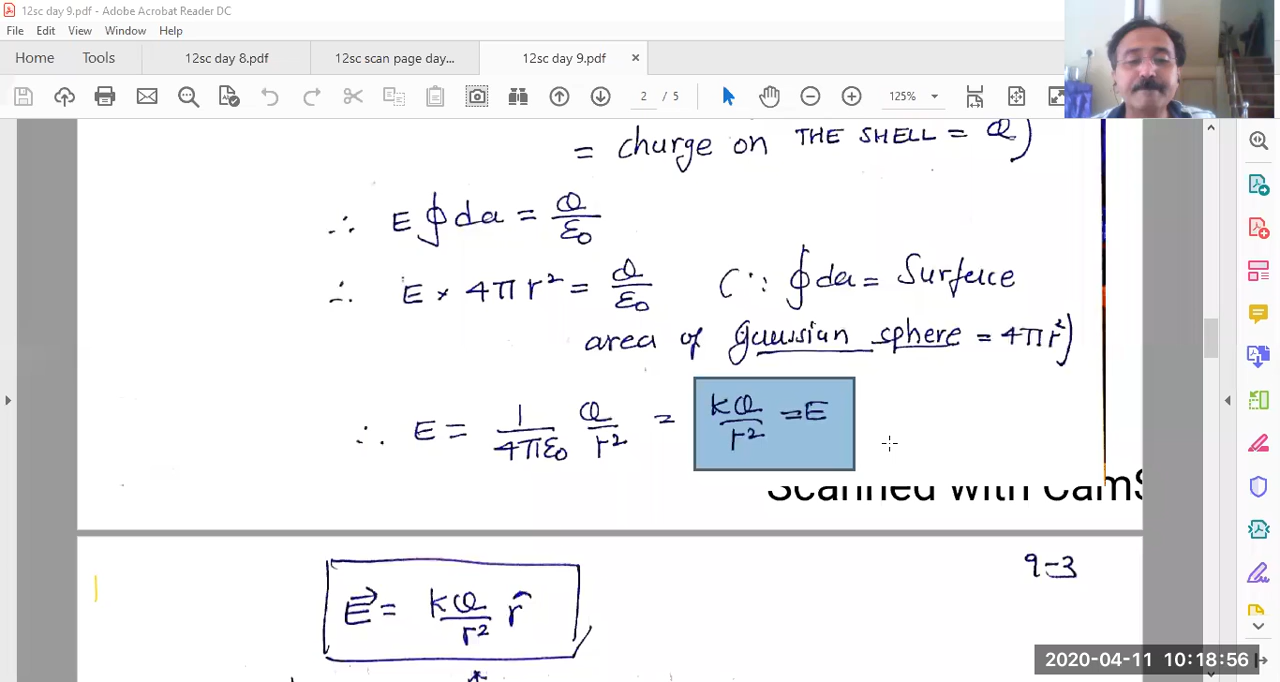 12sc day 9.pdf - Adobe Acrobat Reader DC
File Edit View Window Help
Home Tools 12sc day 8.pdf 12sc scan page day... 12sc day 9.pdf ×
2 / 5 125%
= charge on THE SHELL = Q)
∴ E ∮ da = Q/ε₀
∴ E × 4π r² = Q/ε₀ (∵ ∮ da = Surface
area of gaussian sphere = 4πr²)
∴ E = 1/4πε₀ Q/r² = kQ/r² = E
Scanned with CamS
9-3
E⃗ = kQ/r² r̂
2020-04-11 10:18:56